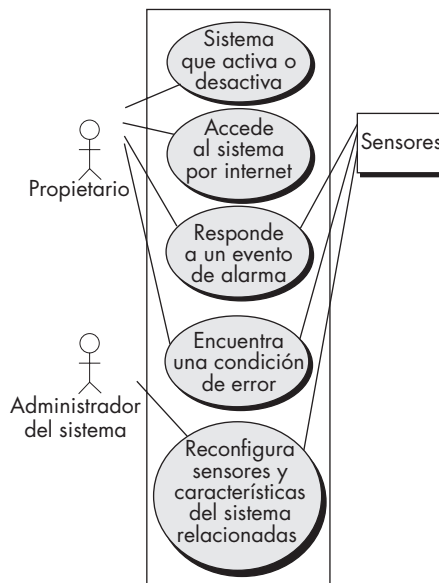 Sistema
que activa o
desactiva
Accede
al sistema
por internet
Sensores
Propietario
Responde
a un evento
de alarma
Encuentra
una condición
de error
Administrador
del sistema
Reconfigura
sensores y
características
del sistema
relacionadas